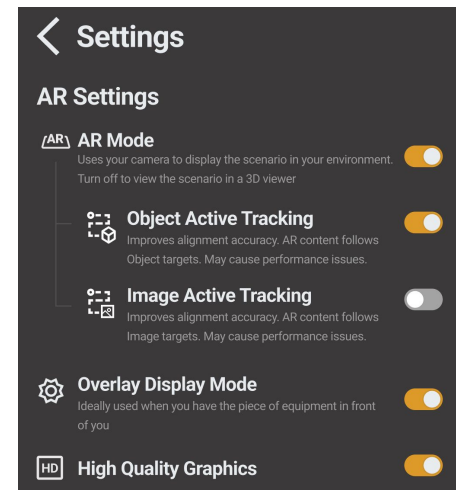 Settings
AR Settings
AR AR Mode
Uses your camera to display the scenario in your environment.
Turn off to view the scenario in a 3D viewer
Object Active Tracking
Improves alignment accuracy. AR content follows
Object targets. May cause performance issues.
Image Active Tracking
Improves alignment accuracy. AR content follows
Image targets. May cause performance issues.
Overlay Display Mode
Ideally used when you have the piece of equipment in front
of you
HD High Quality Graphics